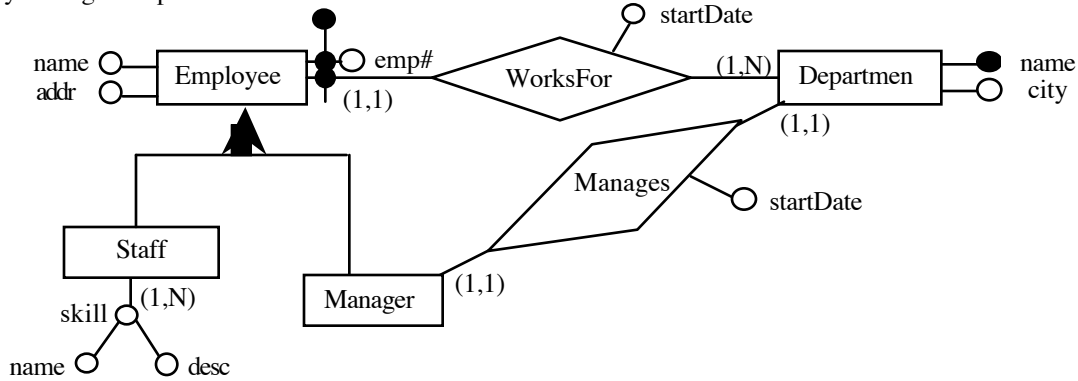 startDate
name
Employee
emp#
WorksFor
(1,N)
Departmen
name
addr
(1,1)
city
(1,1)
Manages
startDate
Staff
(1,N)
(1,1)
skill
Manager
name
desc